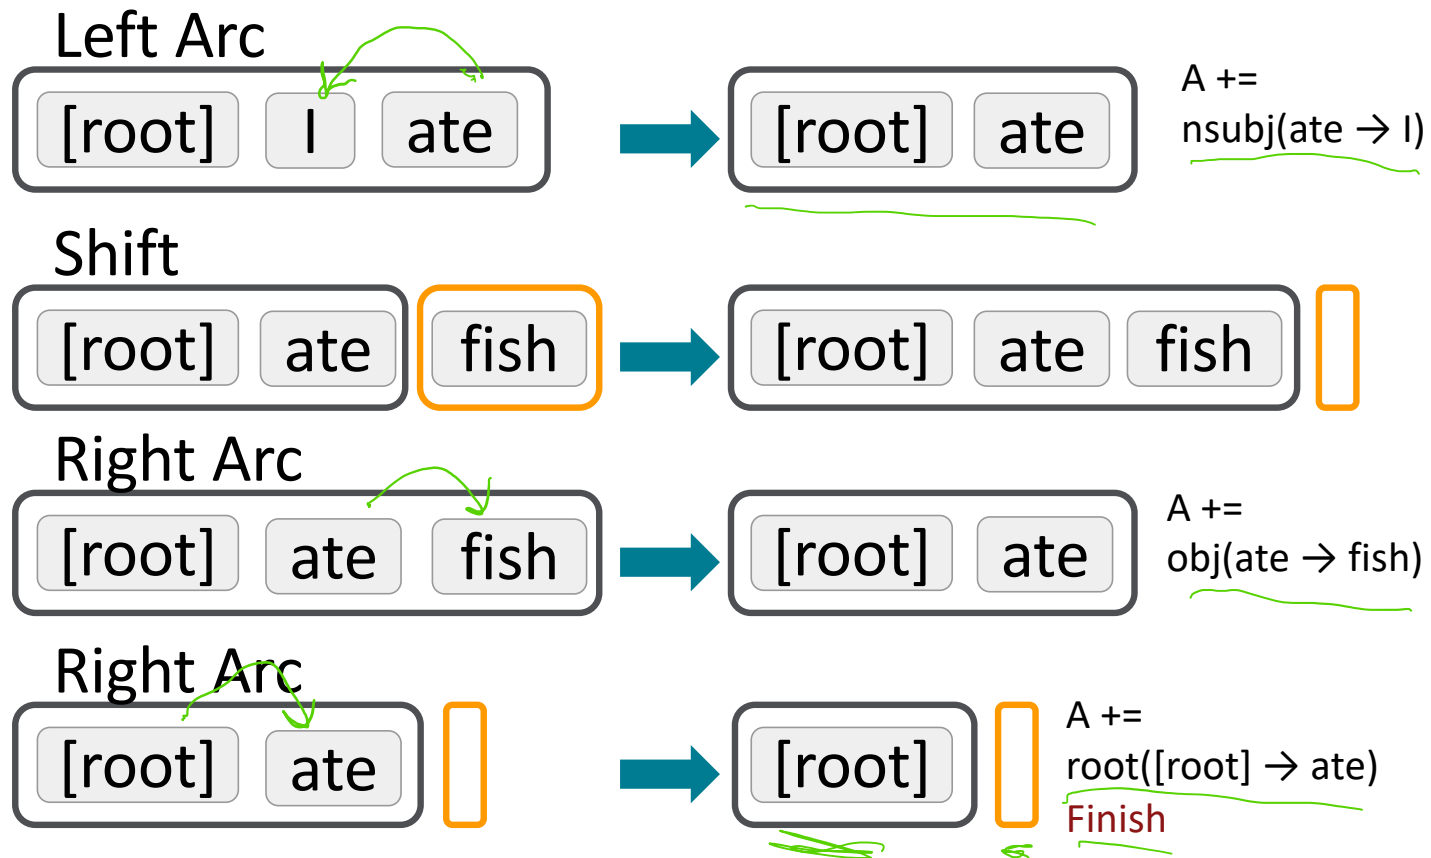 Left Arc
[root] I ate [root] ate
A +=
nsubj(ate → I)
Shift
[root] ate fish [root] ate fish
Right Arc
[root] ate fish [root] ate
A +=
obj(ate → fish)
Right Arc
[root] ate [root]
A +=
root([root] → ate)
Finish